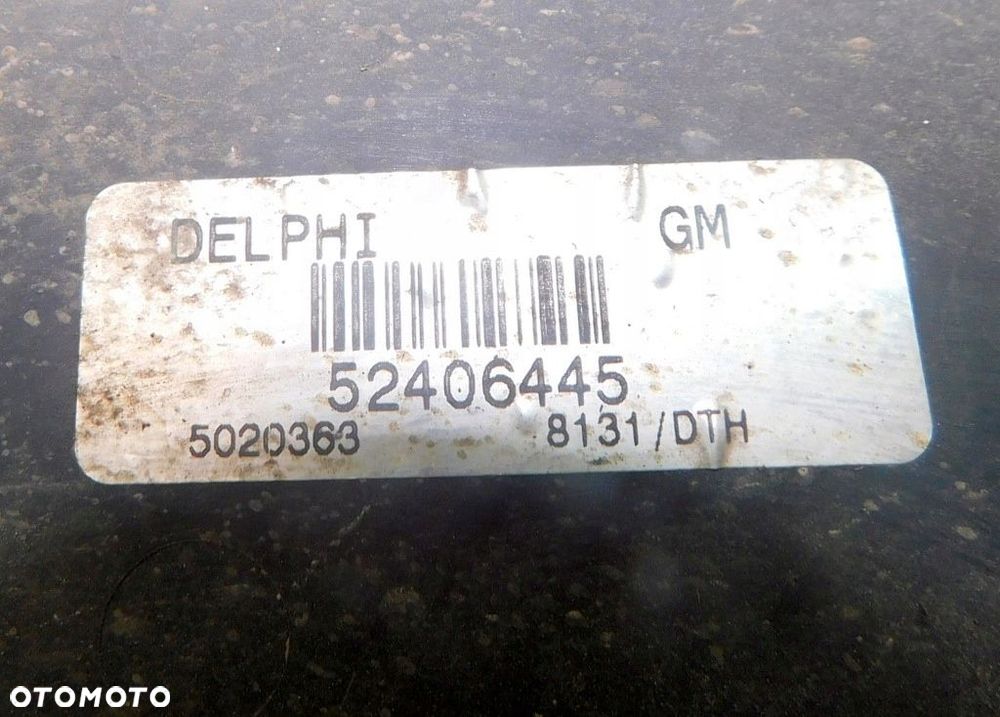 DELPHI GM
52406445
5020363 8131/DTH
OTOMOTO